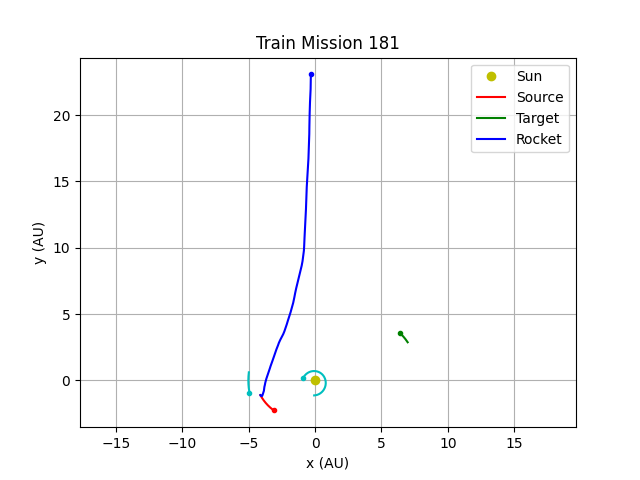 Train Mission 181
Sun
Source
Target
Rocket
20
15
10
5
0
y (AU)
−15
−10
−5
0
5
10
15
x (AU)